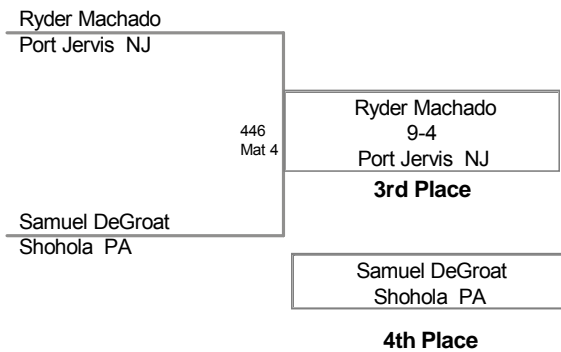 Ryder Machado
Port Jervis NJ
446
Mat 4
Ryder Machado
9-4
Port Jervis NJ
3rd Place
Samuel DeGroat
Shohola PA
Samuel DeGroat
Shohola PA
4th Place